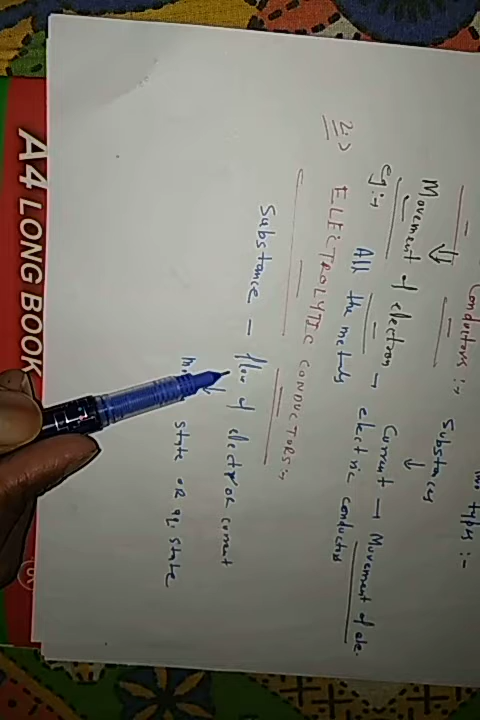 two types :-
Conductors :- Substances
Movement of electron → Current → Movement of ele.
eg:→ All the metals electric conductors
2.> ELECTROLYTIC CONDUCTORS:→
Substance - flow of electron current
state or aq. state
A4 LONG BOOK